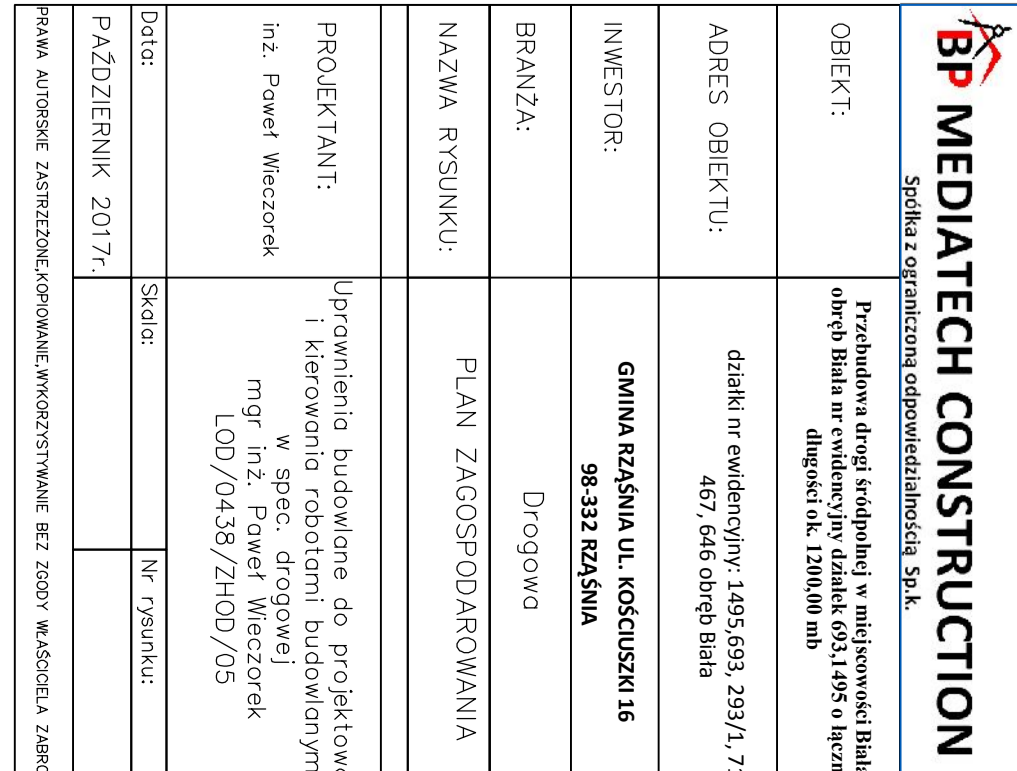 BP MEDIATECH CONSTRUCTION
Spółka z ograniczoną odpowiedzialnością Sp.k.
OBIEKT:
Przebudowa drogi śródpolnej w miejscowości Biała
obręb Biała nr ewidencyjny działek 693,1495 o łączn
długości ok. 1200,00 mb
ADRES OBIEKTU:
działki nr ewidencyjny: 1495,693, 293/1, 71
467, 646 obręb Biała
INWESTOR:
GMINA RZĄŚNIA UL. KOŚCIUSZKI 16
98-332 RZĄŚNIA
BRANŻA:
Drogowa
NAZWA RYSUNKU:
PLAN ZAGOSPODAROWANIA
PROJEKTANT:
inż. Paweł Wieczorek
Uprawnienia budowlane do projektowa
i kierowania robotami budowlanym
w spec. drogowej
mgr inż. Paweł Wieczorek
LOD/0438/ZHOD/05
Data:
Skala:
Nr rysunku:
PAŹDZIERNIK 2017r.
PRAWA AUTORSKIE ZASTRZEŻONE,KOPIOWANIE,WYKORZYSTYWANIE BEZ ZGODY WŁAŚCICIELA ZABRO